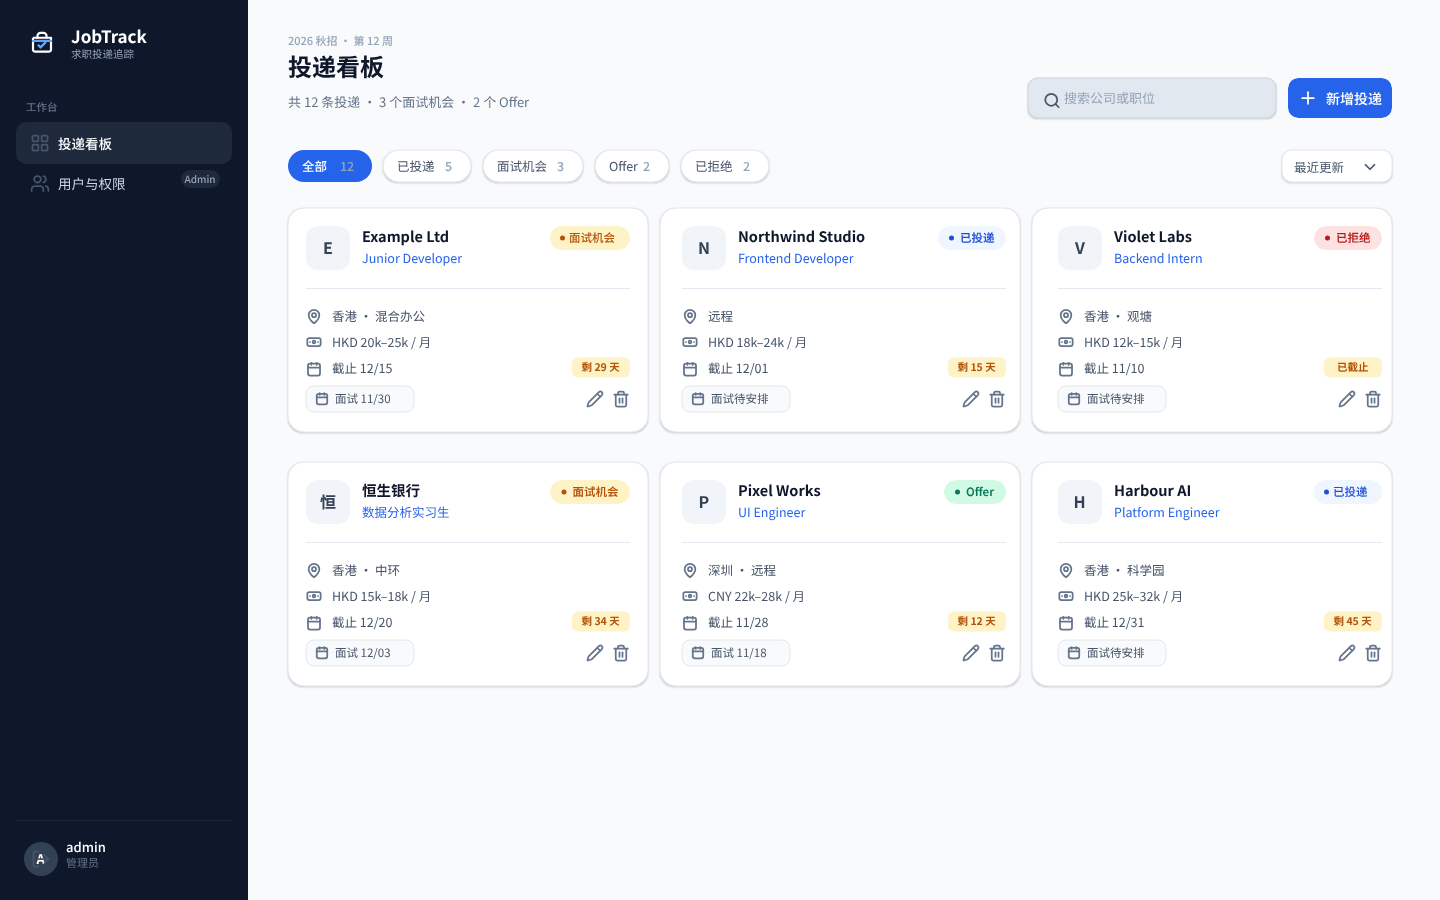 JobTrack
求职投递追踪
工作台
投递看板
用户与权限
Admin
admin
管理员
A
2026 秋招 · 第 12 周
投递看板
共 12 条投递 · 3 个面试机会 · 2 个 Offer
搜索公司或职位
新增投递
全部 12
已投递 5
面试机会 3
Offer 2
已拒绝 2
最近更新
E
Example Ltd
Junior Developer
面试机会
香港 · 混合办公
HKD 20k–25k / 月
截止 12/15
剩 29 天
面试 11/30
N
Northwind Studio
Frontend Developer
已投递
远程
HKD 18k–24k / 月
截止 12/01
剩 15 天
面试待安排
V
Violet Labs
Backend Intern
已拒绝
香港 · 观塘
HKD 12k–15k / 月
截止 11/10
已截止
面试待安排
恒
恒生银行
数据分析实习生
面试机会
香港 · 中环
HKD 15k–18k / 月
截止 12/20
剩 34 天
面试 12/03
P
Pixel Works
UI Engineer
Offer
深圳 · 远程
CNY 22k–28k / 月
截止 11/28
剩 12 天
面试 11/18
H
Harbour AI
Platform Engineer
已投递
香港 · 科学园
HKD 25k–32k / 月
截止 12/31
剩 45 天
面试待安排